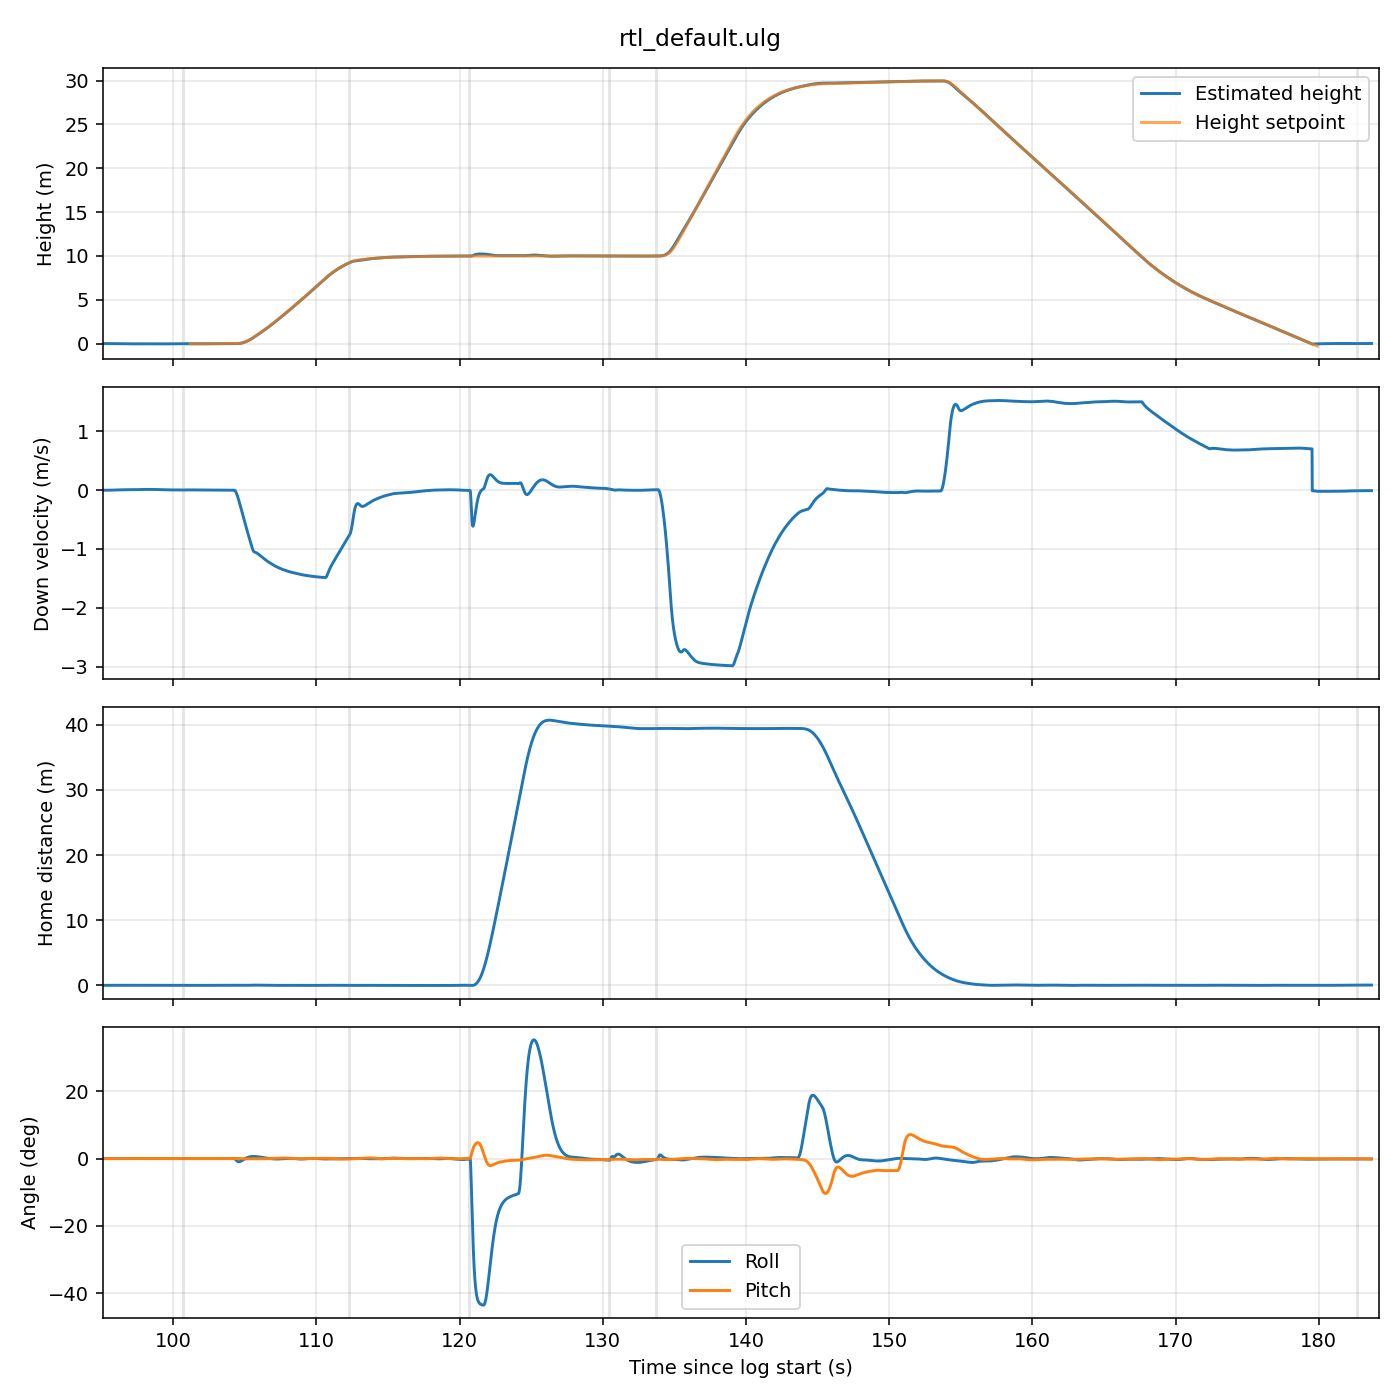 rtl_default.ulg
Height (m)
30
25
20
15
10
5
0
Estimated height
Height setpoint
Down velocity (m/s)
1
0
−1
−2
−3
Home distance (m)
40
30
20
10
0
Angle (deg)
20
0
−20
−40
Roll
Pitch
100 110 120 130 140 150 160 170 180
Time since log start (s)